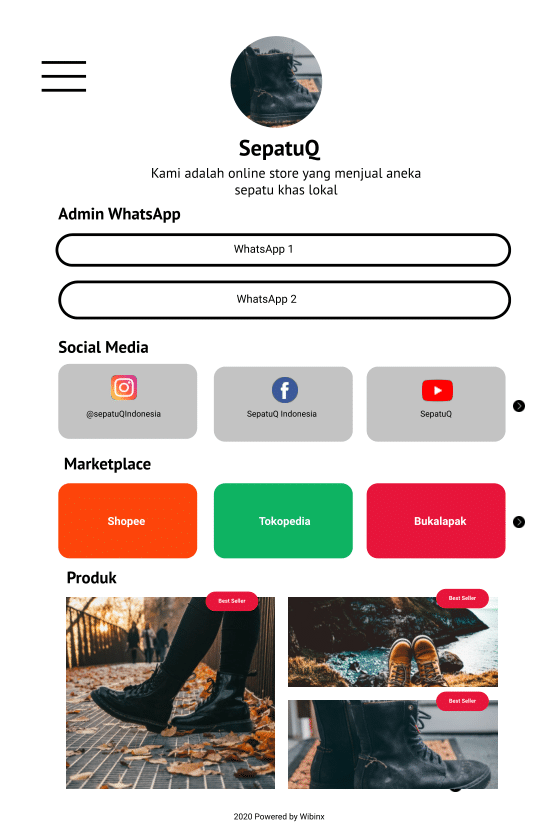 SepatuQ
Kami adalah online store yang menjual aneka
sepatu khas lokal
Admin WhatsApp
WhatsApp 1
WhatsApp 2
Social Media
@sepatuQIndonesia
SepatuQ Indonesia
SepatuQ
Marketplace
Shopee
Tokopedia
Bukalapak
Produk
Best Seller
Best Seller
Best Seller
2020 Powered by Wibinx